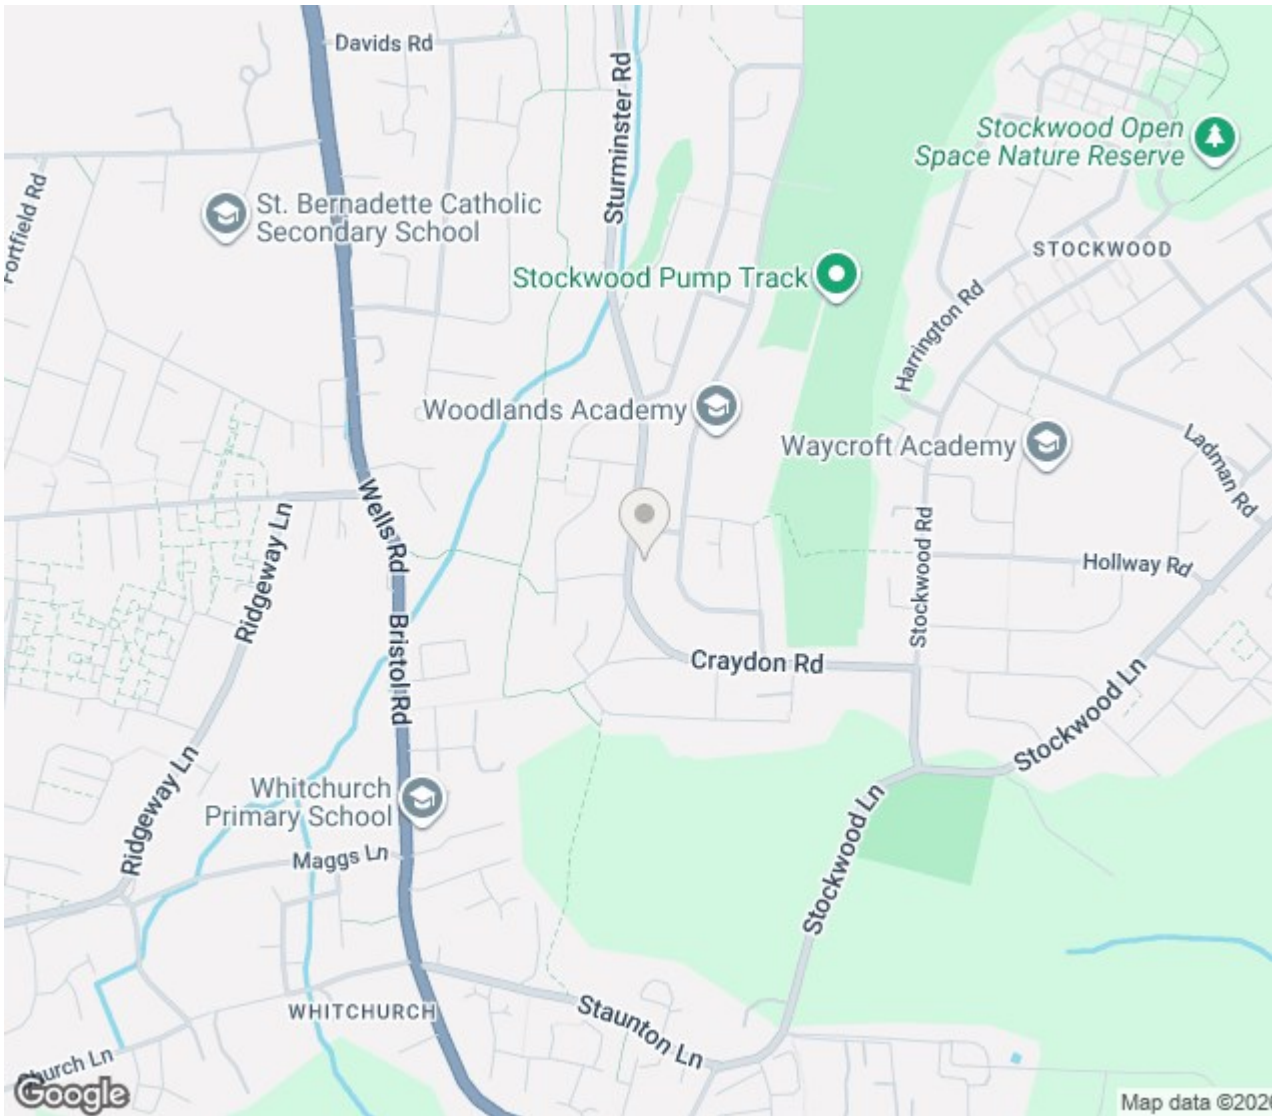 Davids Rd
Sturminster Rd
Stockwood Open
Space Nature Reserve
Fortfield Rd
St. Bernadette Catholic
Secondary School
STOCKWOOD
Stockwood Pump Track
Harrington Rd
Woodlands Academy
Waycroft Academy
Ladman Rd
Wells Rd
Ridgeway Ln
Stockwood Rd
Hollway Rd
Bristol Rd
Craydon Rd
Stockwood Ln
Ridgeway Ln
Whitchurch
Primary School
Maggs Ln
Stockwood Ln
WHITCHURCH
Staunton Ln
Church Ln
Google
Map data ©2026